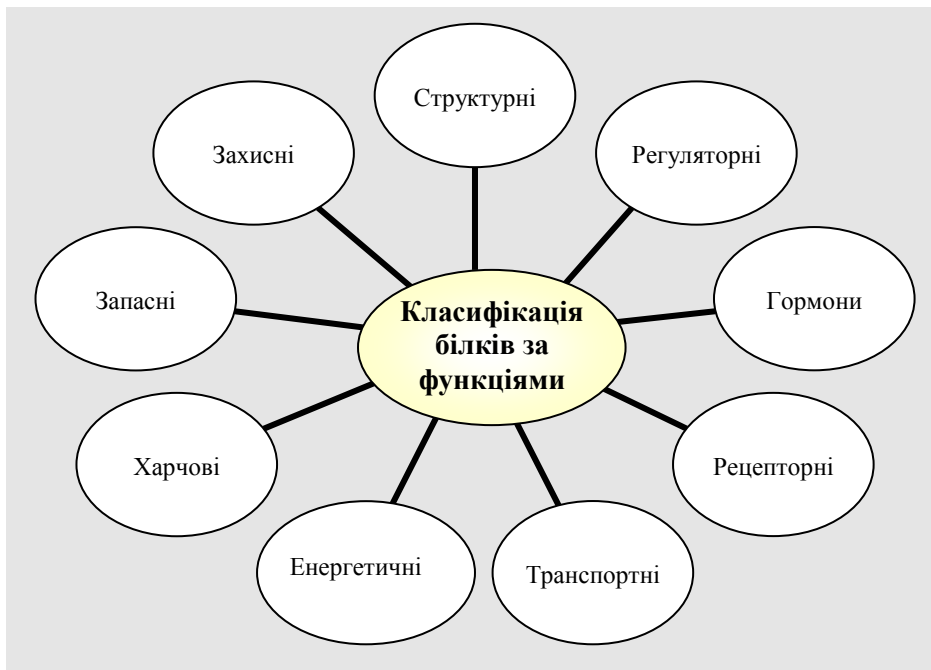 Структурні
Захисні
Регуляторні
Запасні
Гормони
Класифікація
білків за
функціями
Харчові
Рецепторні
Енергетичні
Транспортні